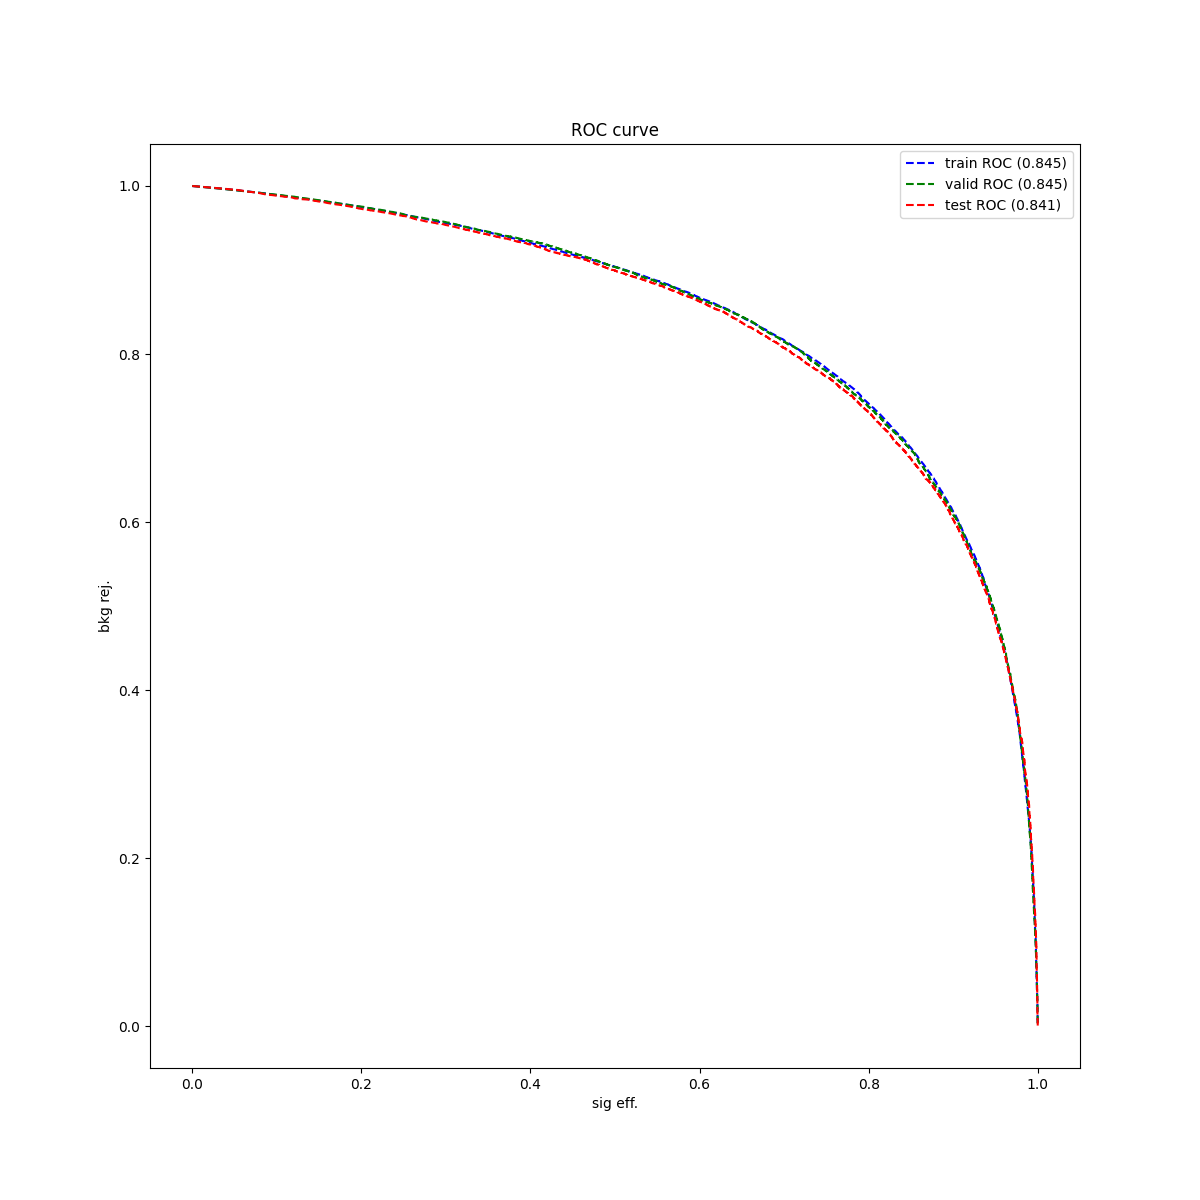 ROC curve
train ROC (0.845)
valid ROC (0.845)
test ROC (0.841)
1.0
0.8
0.6
0.4
0.2
0.0
bkg rej.
0.0 0.2 0.4 0.6 0.8 1.0
sig eff.